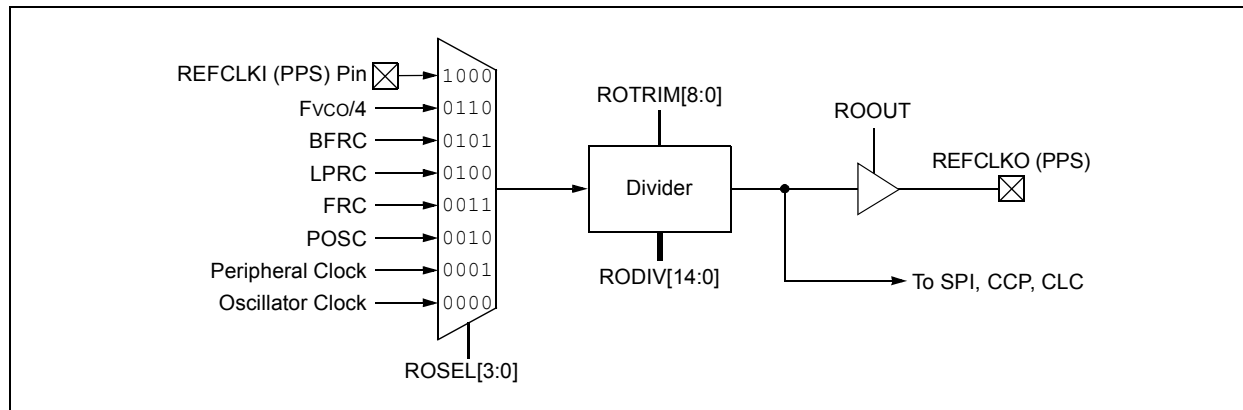 REFCLKI (PPS) Pin
1000
FVCO/4
0110
BFRC
0101
LPRC
0100
FRC
0011
POSC
0010
Peripheral Clock
0001
Oscillator Clock
0000
ROSEL[3:0]
ROTRIM[8:0]
Divider
RODIV[14:0]
ROOUT
REFCLKO (PPS)
To SPI, CCP, CLC